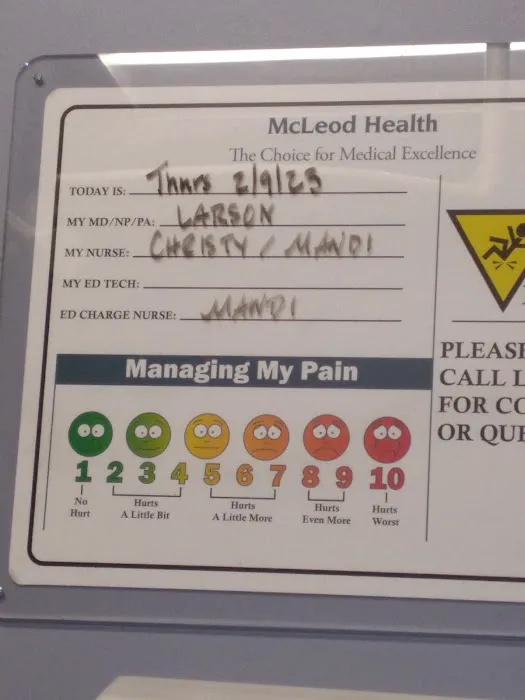 McLeod Health
The Choice for Medical Excellence
TODAY IS: Thurs 2/9/23
MY MD/NP/PA: LARSON
MY NURSE: CHRISTY / MANDI
MY ED TECH:
ED CHARGE NURSE: MANDI
Managing My Pain
1 2 3 4 5 6 7 8 9 10
No Hurt
Hurts A Little Bit
Hurts A Little More
Hurts Even More
Hurts Worst
PLEASE
CALL
FOR
OR